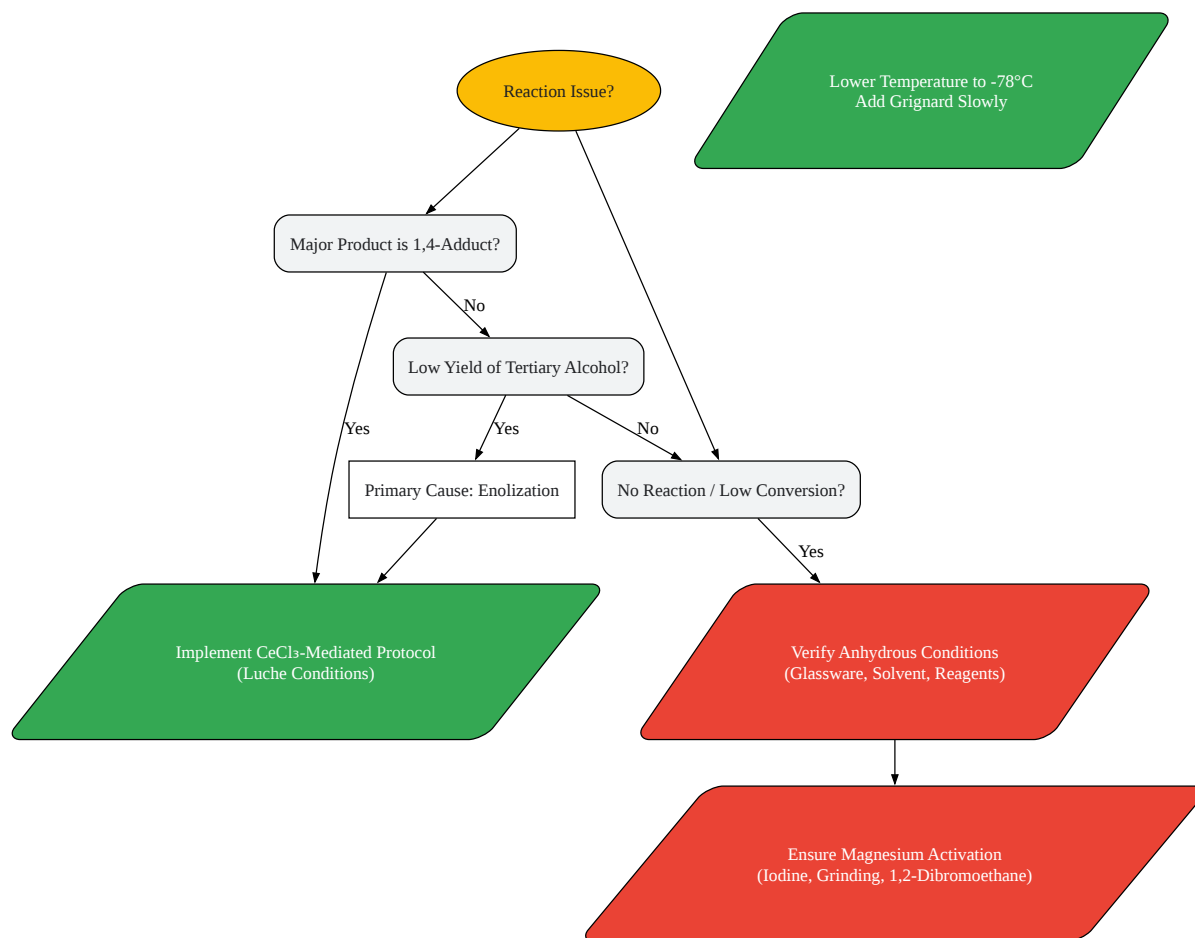 Reaction Issue?
Lower Temperature to -78°C
Add Grignard Slowly
Major Product is 1,4-Adduct?
No
Low Yield of Tertiary Alcohol?
Yes
Yes
No
Primary Cause: Enolization
No Reaction / Low Conversion?
Yes
Implement CeCl₃-Mediated Protocol
(Luche Conditions)
Verify Anhydrous Conditions
(Glassware, Solvent, Reagents)
Ensure Magnesium Activation
(Iodine, Grinding, 1,2-Dibromoethane)